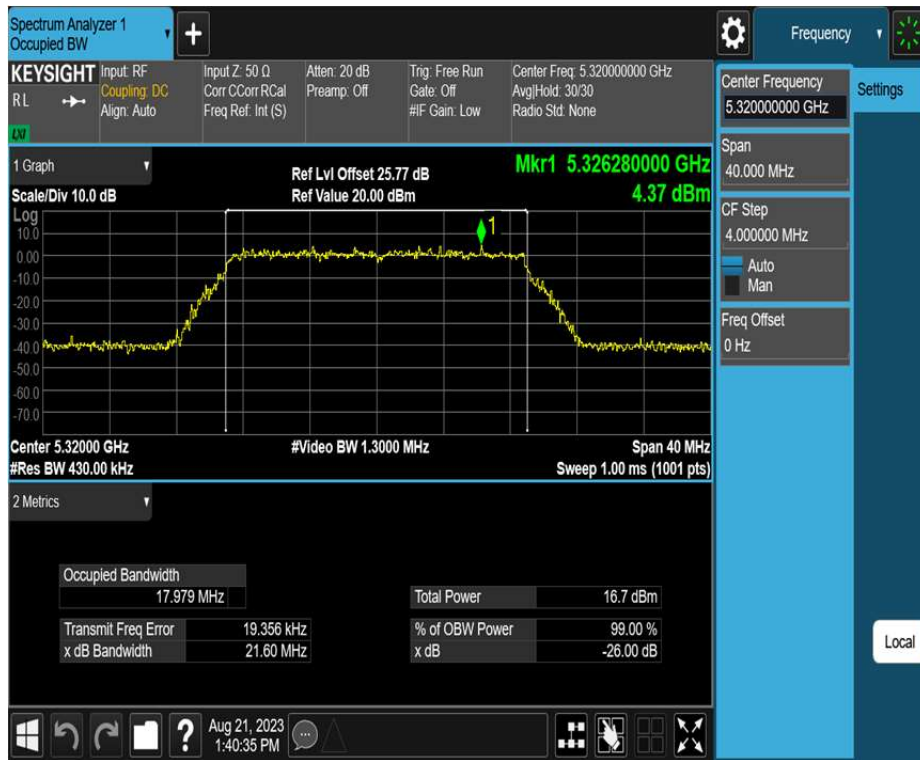 Spectrum Analyzer 1
Occupied BW
+
Frequency
KEYSIGHT
R L
LXI
Input: RF
Coupling: DC
Align: Auto
Input Z: 50 Ω
Corr CCorr RCal
Freq Ref: Int (S)
Atten: 20 dB
Preamp: Off
Trig: Free Run
Gate: Off
#IF Gain: Low
Center Freq: 5.320000000 GHz
Avg|Hold: 30/30
Radio Std: None
Center Frequency
5.320000000 GHz
Settings
Span
40.000 MHz
CF Step
4.000000 MHz
Auto
Man
Freq Offset
0 Hz
Local
1 Graph
Scale/Div 10.0 dB
Ref Lvl Offset 25.77 dB
Ref Value 20.00 dBm
Mkr1 5.326280000 GHz
4.37 dBm
Log
1
10.0
0.00
-10.0
-20.0
-30.0
-40.0
-50.0
-60.0
-70.0
Center 5.32000 GHz
#Video BW 1.3000 MHz
Span 40 MHz
#Res BW 430.00 kHz
Sweep 1.00 ms (1001 pts)
2 Metrics
Occupied Bandwidth
17.979 MHz
Total Power 16.7 dBm
Transmit Freq Error 19.356 kHz
% of OBW Power 99.00 %
x dB Bandwidth 21.60 MHz
x dB -26.00 dB
?
Aug 21, 2023
1:40:35 PM